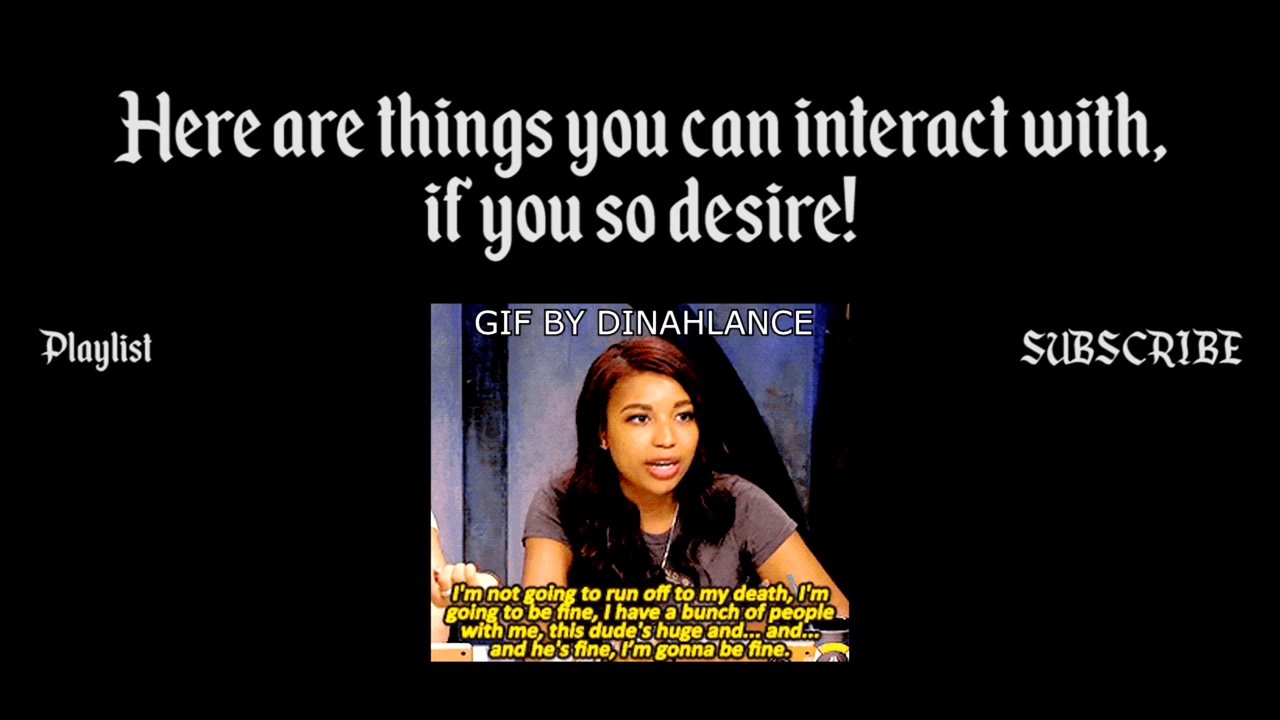 Here are things you can interact with,
if you so desire!
Playlist
SUBSCRIBE
GIF BY DINAHLANCE
I'm not going to run off to my death, I'm
going to be fine, I have a bunch of people
with me, this dude's huge and... and...
and he's fine, I'm gonna be fine.